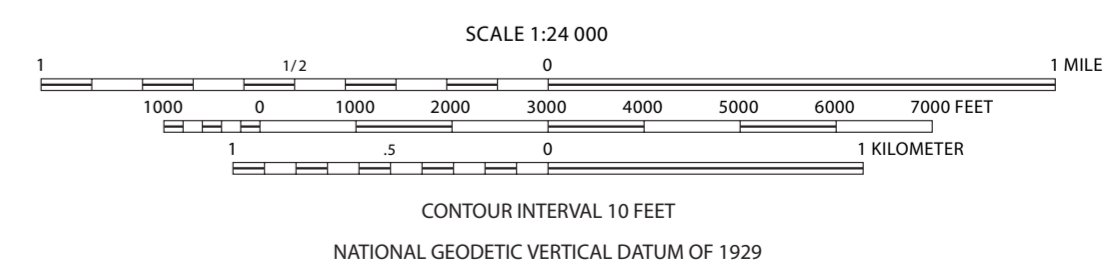 SCALE 1:24 000
1 1/2 0 1 MILE
1000 0 1000 2000 3000 4000 5000 6000 7000 FEET
1 .5 0 1 KILOMETER
CONTOUR INTERVAL 10 FEET
NATIONAL GEODETIC VERTICAL DATUM OF 1929